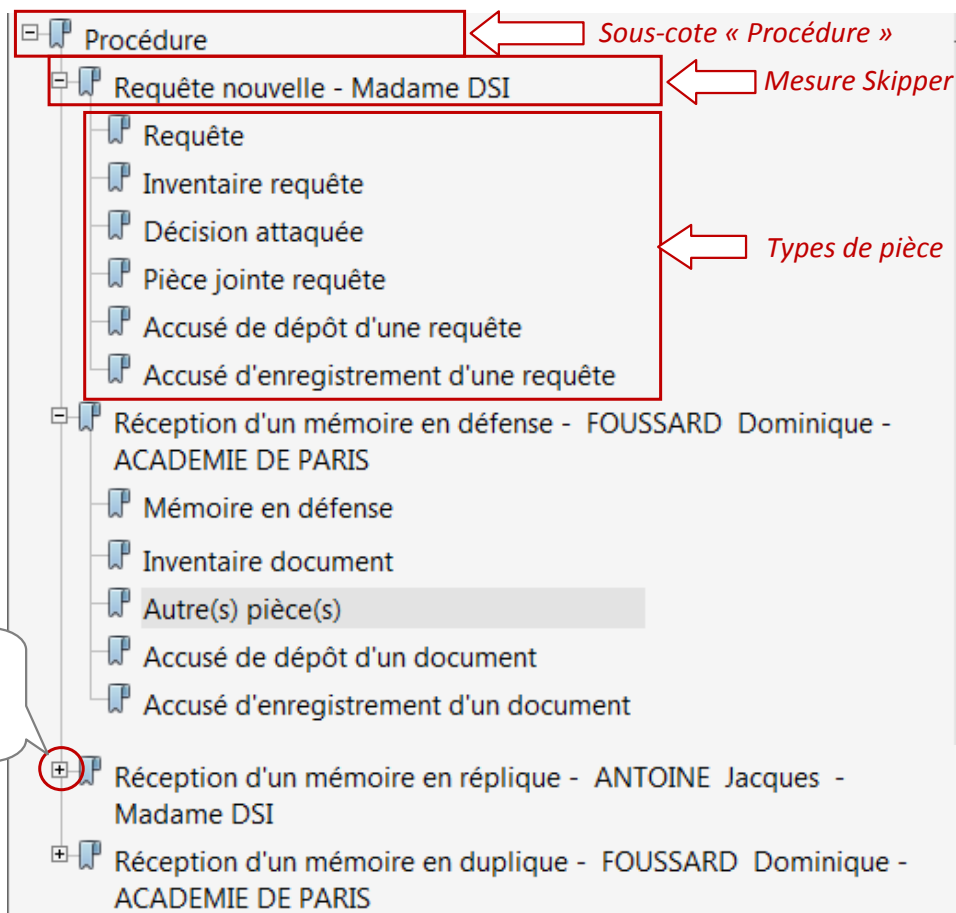 Procédure
Sous-cote « Procédure »
Requête nouvelle - Madame DSI
Mesure Skipper
Requête
Inventaire requête
Décision attaquée
Types de pièce
Pièce jointe requête
Accusé de dépôt d'une requête
Accusé d'enregistrement d'une requête
Réception d'un mémoire en défense - FOUSSARD Dominique -
ACADEMIE DE PARIS
Mémoire en défense
Inventaire document
Autre(s) pièce(s)
Accusé de dépôt d'un document
Accusé d'enregistrement d'un document
Réception d'un mémoire en réplique - ANTOINE Jacques -
Madame DSI
Réception d'un mémoire en duplique - FOUSSARD Dominique -
ACADEMIE DE PARIS